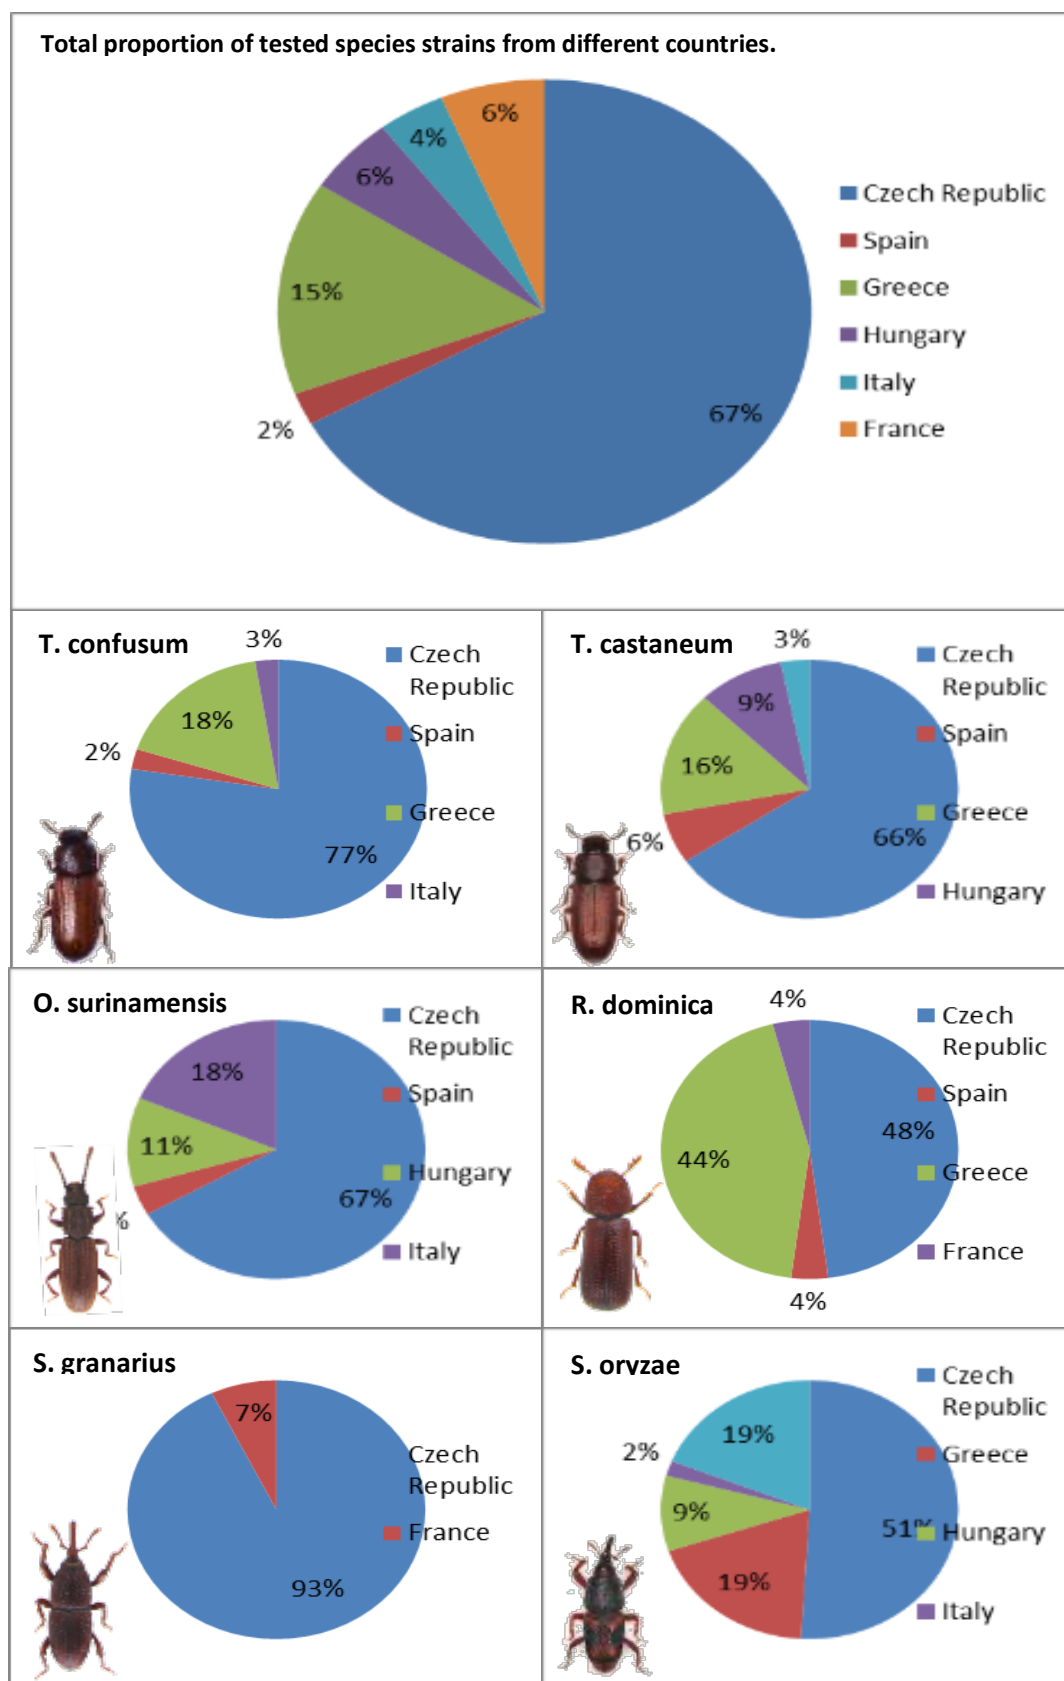 Total proportion of tested species strains from different countries.
6%
4%
6%
15%
2%
67%
Czech Republic
Spain
Greece
Hungary
Italy
France
T. confusum
3%
18%
2%
77%
Czech
Republic
Spain
Greece
Italy
T. castaneum
3%
9%
16%
6%
66%
Czech
Republic
Spain
Greece
Hungary
O. surinamensis
18%
11%
%
67%
Czech
Republic
Spain
Hungary
Italy
R. dominica
4%
48%
44%
4%
Czech
Republic
Spain
Greece
France
S. granarius
7%
93%
Czech
Republic
France
S. oryzae
19%
2%
9%
19%
51%
Czech
Republic
Greece
Hungary
Italy